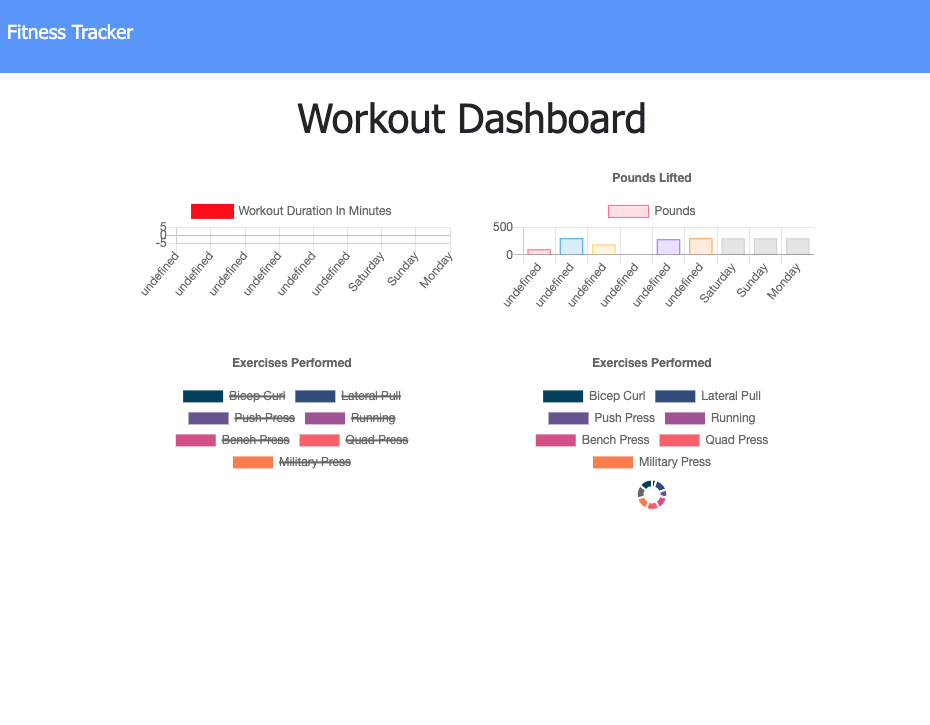 Fitness Tracker
Workout Dashboard
Workout Duration In Minutes
5
0
-5
undefined undefined undefined undefined undefined undefined Saturday Sunday Monday
Pounds Lifted
Pounds
500
0
undefined undefined undefined undefined undefined undefined Saturday Sunday Monday
Exercises Performed
Bicep Curl Lateral Pull
Push Press Running
Bench Press Quad Press
Military Press
Exercises Performed
Bicep Curl Lateral Pull
Push Press Running
Bench Press Quad Press
Military Press